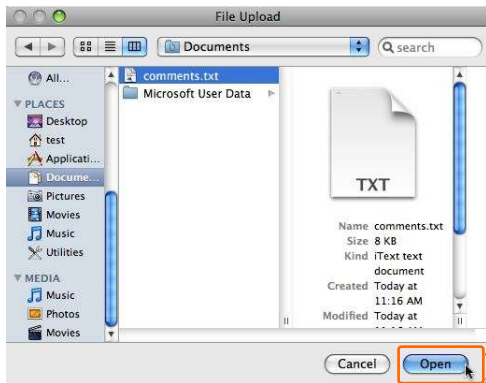 File Upload
Documents
search
All...
PLACES
Desktop
test
Applicati...
Docume...
Pictures
Movies
Music
Utilities
MEDIA
Music
Photos
Movies
comments.txt
Microsoft User Data
TXT
Name comments.txt
Size 8 KB
Kind iText text
document
Created Today at
11:16 AM
Modified Today at
Cancel
Open